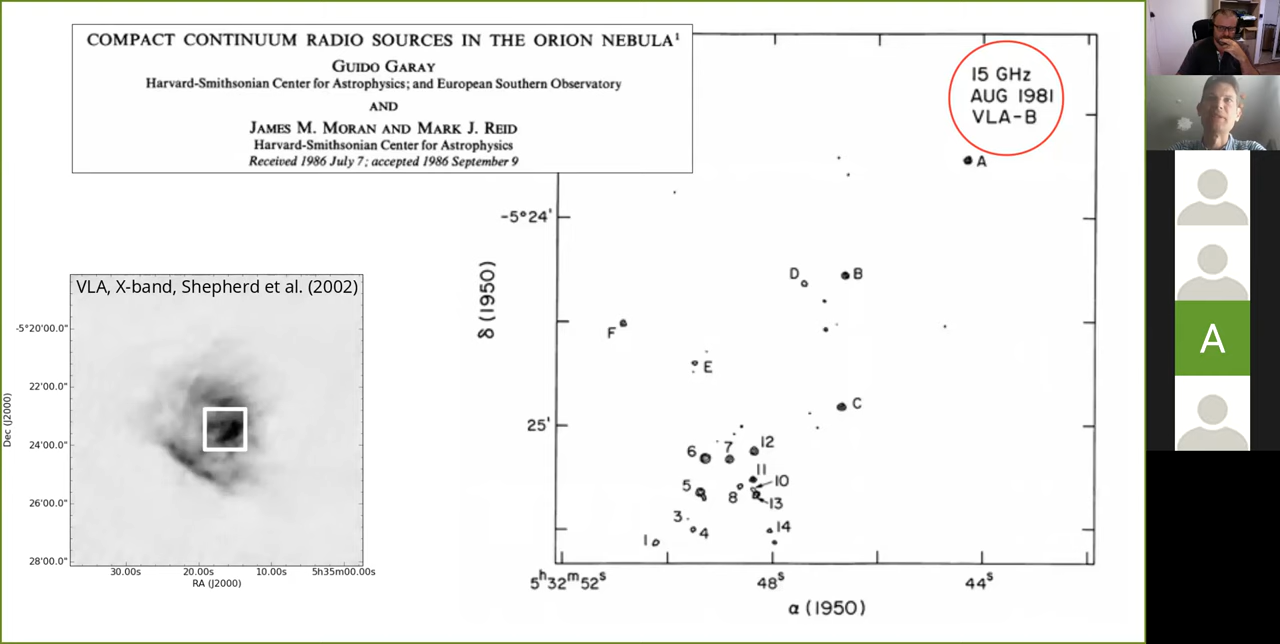 COMPACT CONTINUUM RADIO SOURCES IN THE ORION NEBULA¹
GUIDO GARAY
Harvard-Smithsonian Center for Astrophysics; and European Southern Observatory
AND
JAMES M. MORAN AND MARK J. REID
Harvard-Smithsonian Center for Astrophysics
Received 1986 July 7; accepted 1986 September 9
VLA, X-band, Shepherd et al. (2002)
-5°20'00.0"
22'00.0"
24'00.0"
26'00.0"
28'00.0"
Dec (J2000)
30.00s 20.00s 10.00s 5h35m00.00s
RA (J2000)
15 GHz
AUG 1981
VLA-B
A
-5°24'
D B
F
E
C
δ (1950)
25'
12
6 7
11
10
5 8
13
3
4 14
1
5ʰ32ᵐ52ˢ 48ˢ 44ˢ
α (1950)
A